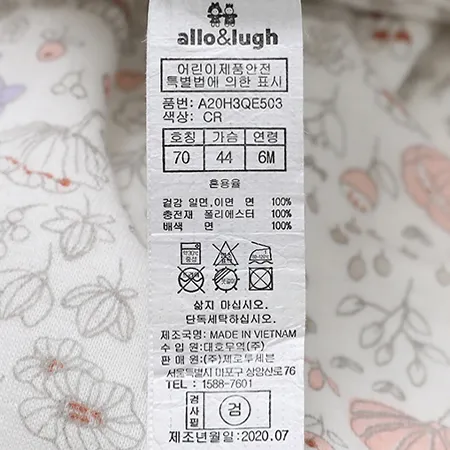 allo&lugh
어린이제품안전
특별법에 의한 표시
품번: A20H3QE503
색상: CR
호칭 가슴 연령
70 44 6M
혼용율
겉감 일면,이면 면 100%
충전재 폴리에스터 100%
배색 면 100%
삶지 마십시오.
단독세탁하십시오.
제조국명: MADE IN VIETNAM
수 입 원: 대호무역(주)
판 매 원: (주)제로투세븐
서울특별시 마포구 상암산로 76
TEL : 1588-7601
검사필 검
제조년월일: 2020.07